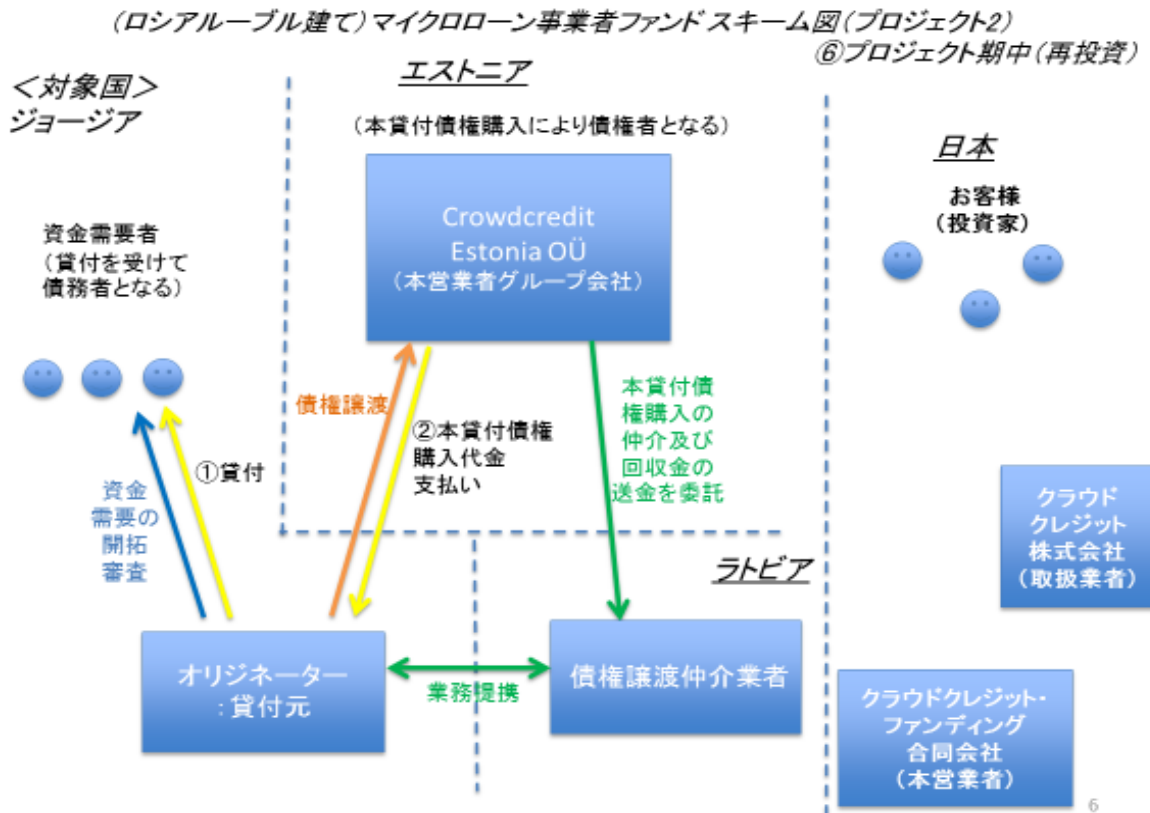 (ロシアルーブル建て)マイクロローン事業者ファンドスキーム図(プロジェクト2)
⑥プロジェクト期中(再投資)
<対象国>
ジョージア
エストニア
(本貸付債権購入により債権者となる)
Crowdcredit
Estonia OÜ
(本営業者グループ会社)
日本
お客様
(投資家)
資金需要者
(貸付を受けて
債務者となる)
債権譲渡
②本貸付債権
購入代金
支払い
本貸付債
権購入の
仲介及び
回収金の
送金を委託
①貸付
資金
需要の
開拓
審査
ラトビア
クラウド
クレジット
株式会社
(取扱業者)
オリジネーター
:貸付元
業務提携
債権譲渡仲介業者
クラウドクレジット・
ファンディング
合同会社
(本営業者)
6